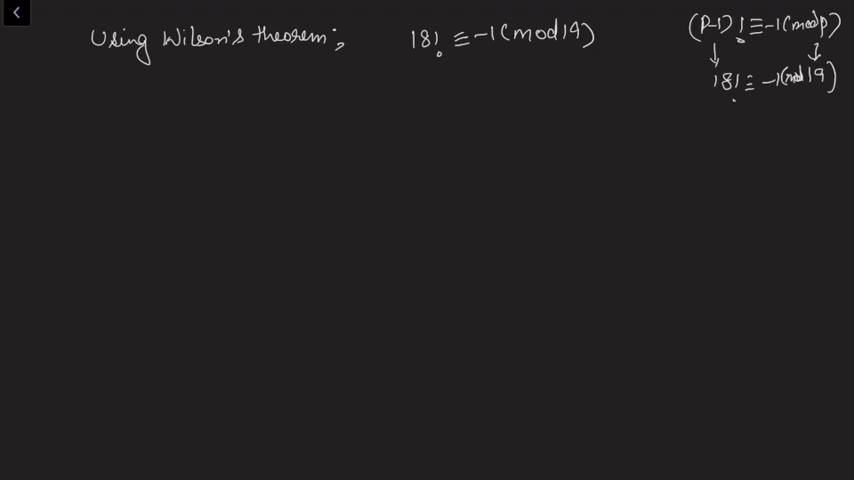 Using Wilson's theorem:, 18! ≡ -1 (mod 19)
(P-1)! ≡ -1 (mod p)
↓ ↓
18! ≡ -1 (mod 19)